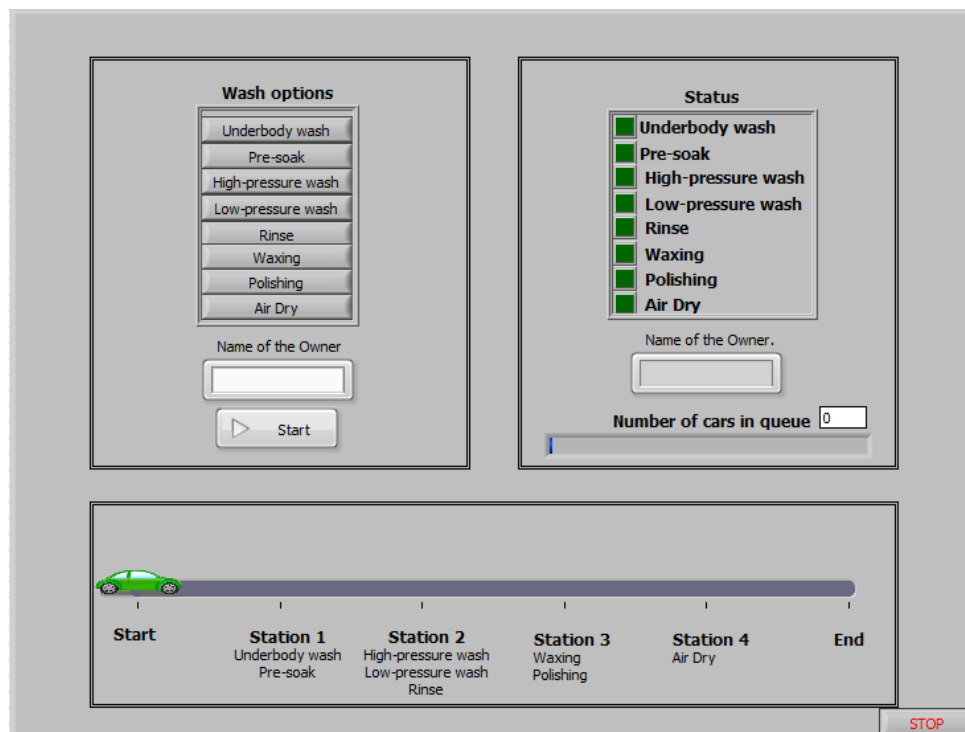 Wash options
Underbody wash
Pre-soak
High-pressure wash
Low-pressure wash
Rinse
Waxing
Polishing
Air Dry
Name of the Owner
Start
Status
Underbody wash
Pre-soak
High-pressure wash
Low-pressure wash
Rinse
Waxing
Polishing
Air Dry
Name of the Owner.
Number of cars in queue 0
Start
Station 1
Underbody wash
Pre-soak
Station 2
High-pressure wash
Low-pressure wash
Rinse
Station 3
Waxing
Polishing
Station 4
Air Dry
End
STOP